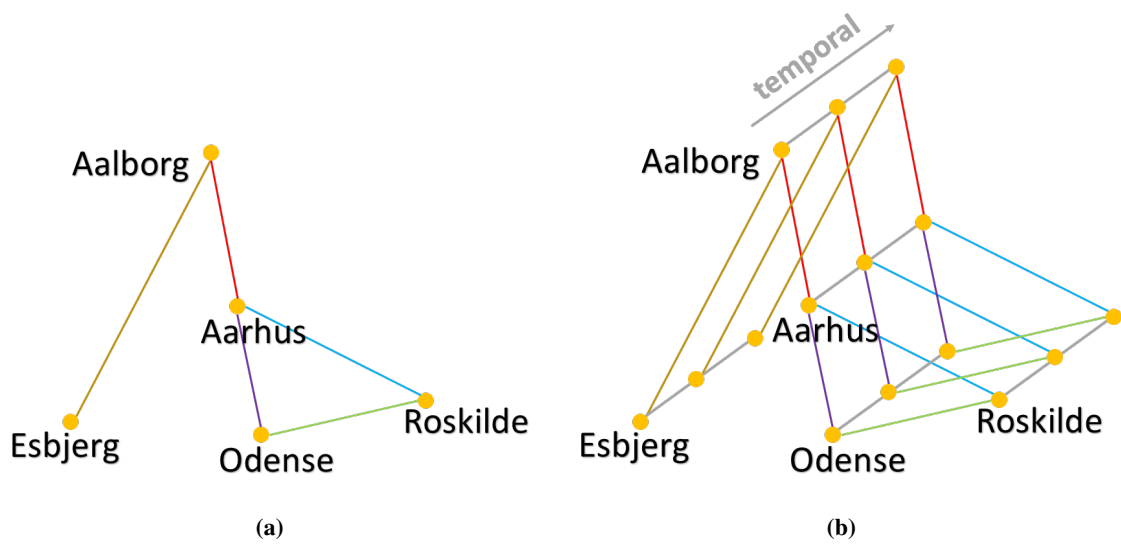 Aalborg
Aarhus
Roskilde
Esbjerg
Odense
(a)
temporal
Aalborg
Aarhus
Roskilde
Esbjerg
Odense
(b)